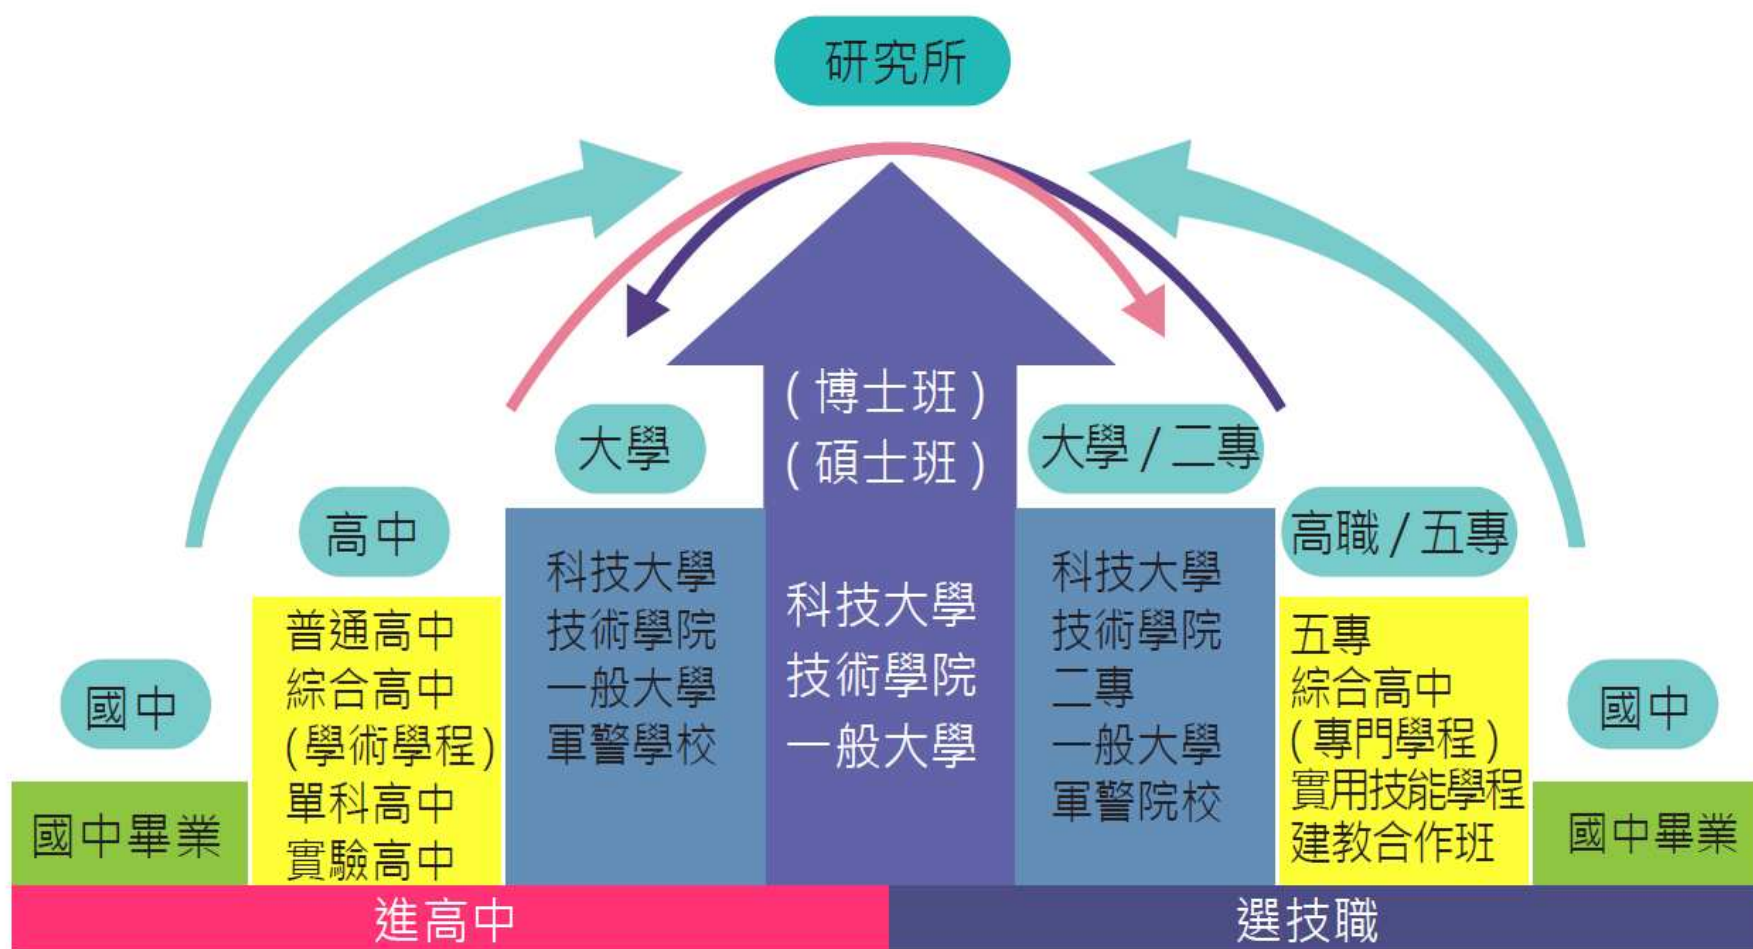 研究所
國中
國中畢業
高中
普通高中
綜合高中
(學術學程)
單科高中
實驗高中
大學
科技大學
技術學院
一般大學
軍警學校
(博士班)
(碩士班)
科技大學
技術學院
一般大學
大學/二專
科技大學
技術學院
二專
一般大學
軍警院校
高職/五專
五專
綜合高中
(專門學程)
實用技能學程
建教合作班
國中
國中畢業
進高中
選技職